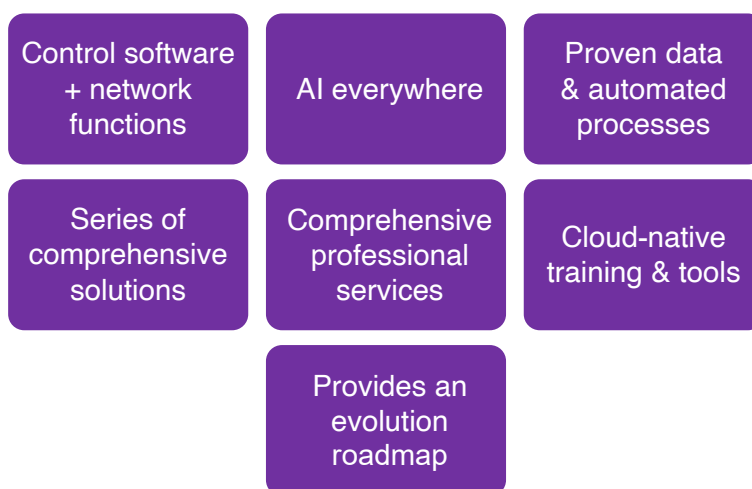 Control software
+ network
functions
AI everywhere
Proven data
& automated
processes
Series of
comprehensive
solutions
Comprehensive
professional
services
Cloud-native
training & tools
Provides an
evolution
roadmap